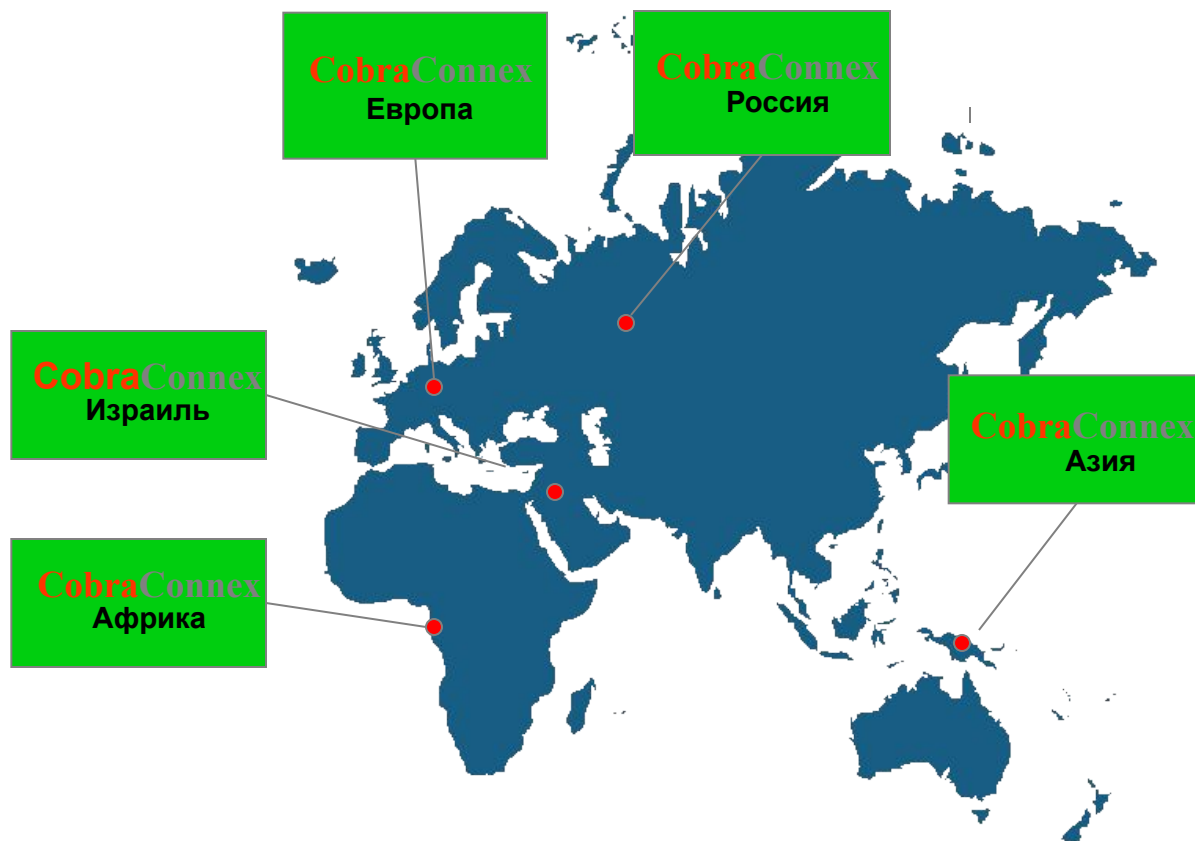 CobraConnex
Европа
CobraConnex
Россия
CobraConnex
Израиль
CobraConnex
Азия
CobraConnex
Африка